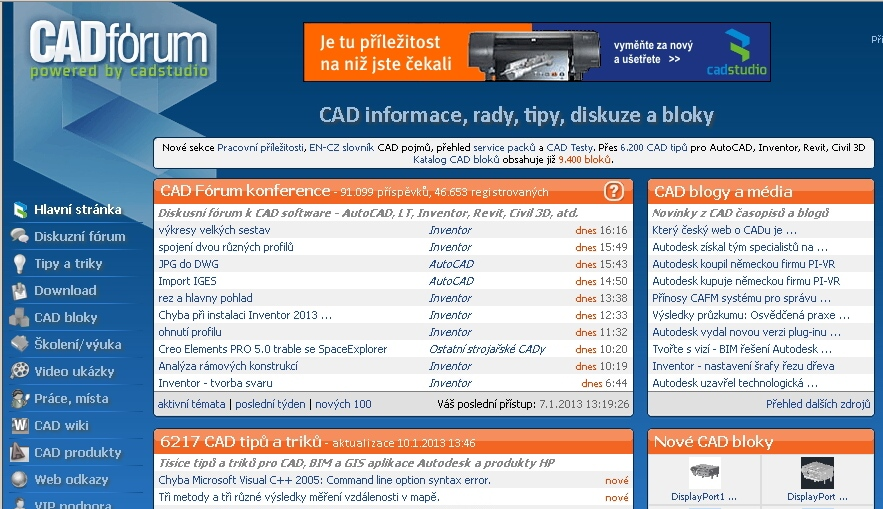 CADfórum
powered by cadstudio
Je tu příležitost
na niž jste čekali
vyměňte za nový
a ušetřete >>
cadstudio
Při
CAD informace, rady, tipy, diskuze a bloky
Nové sekce Pracovní příležitosti, EN-CZ slovník CAD pojmů, přehled service packů a CAD Testy. Přes 6.200 CAD tipů pro AutoCAD, Inventor, Revit, Civil 3D
Katalog CAD bloků obsahuje již 9.400 bloků.
Hlavní stránka
Diskuzní fórum
Tipy a triky
Download
CAD bloky
Školení/výuka
Video ukázky
Práce, místa
CAD wiki
CAD produkty
Web odkazy
VIP podpora
CAD Fórum konference - 91.099 příspěvků, 46.653 registrovaných ?
Diskusní fórum k CAD software - AutoCAD, LT, Inventor, Revit, Civil 3D, atd.
výkresy velkých sestav Inventor dnes 16:16
spojení dvou různých profilů Inventor dnes 15:49
JPG do DWG AutoCAD dnes 15:43
Import IGES AutoCAD dnes 14:50
rez a hlavny pohlad Inventor dnes 13:38
Chyba při instalaci Inventor 2013 ... Inventor dnes 12:33
ohnutí profilu Inventor dnes 11:32
Creo Elements PRO 5.0 trable se SpaceExplorer Ostatní strojařské CADy dnes 10:20
Analýza rámových konstrukcí Inventor dnes 10:19
Inventor - tvorba svaru Inventor dnes 6:44
aktivní témata | poslední týden | nových 100 Váš poslední přístup: 7.1.2013 13:19:26
CAD blogy a média
Novinky z CAD časopisů a blogů
Který český web o CADu je ...
Autodesk získal tým specialistů na ...
Autodesk koupil německou firmu PI-VR
Autodesk kupuje německou firmu PI-VR
Přínosy CAFM systému pro správu ...
Výsledky průzkumu: Osvědčená praxe ...
Autodesk vydal novou verzi plug-inu ...
Tvořte s vizí - BIM řešení Autodesk ...
Inventor - nastavení šrafy řezu dřeva
Autodesk uzavřel technologická ...
Přehled dalších zdrojů
6217 CAD tipů a triků - aktualizace 10.1.2013 13:46
Tisíce tipů a triků pro CAD, BIM a GIS aplikace Autodesk a produkty HP
Chyba Microsoft Visual C++ 2005: Command line option syntax error. nové
Tři metody a tři různé výsledky měření vzdálenosti v mapě. nové
Nové CAD bloky
DisplayPort1 ...
DisplayPort ...